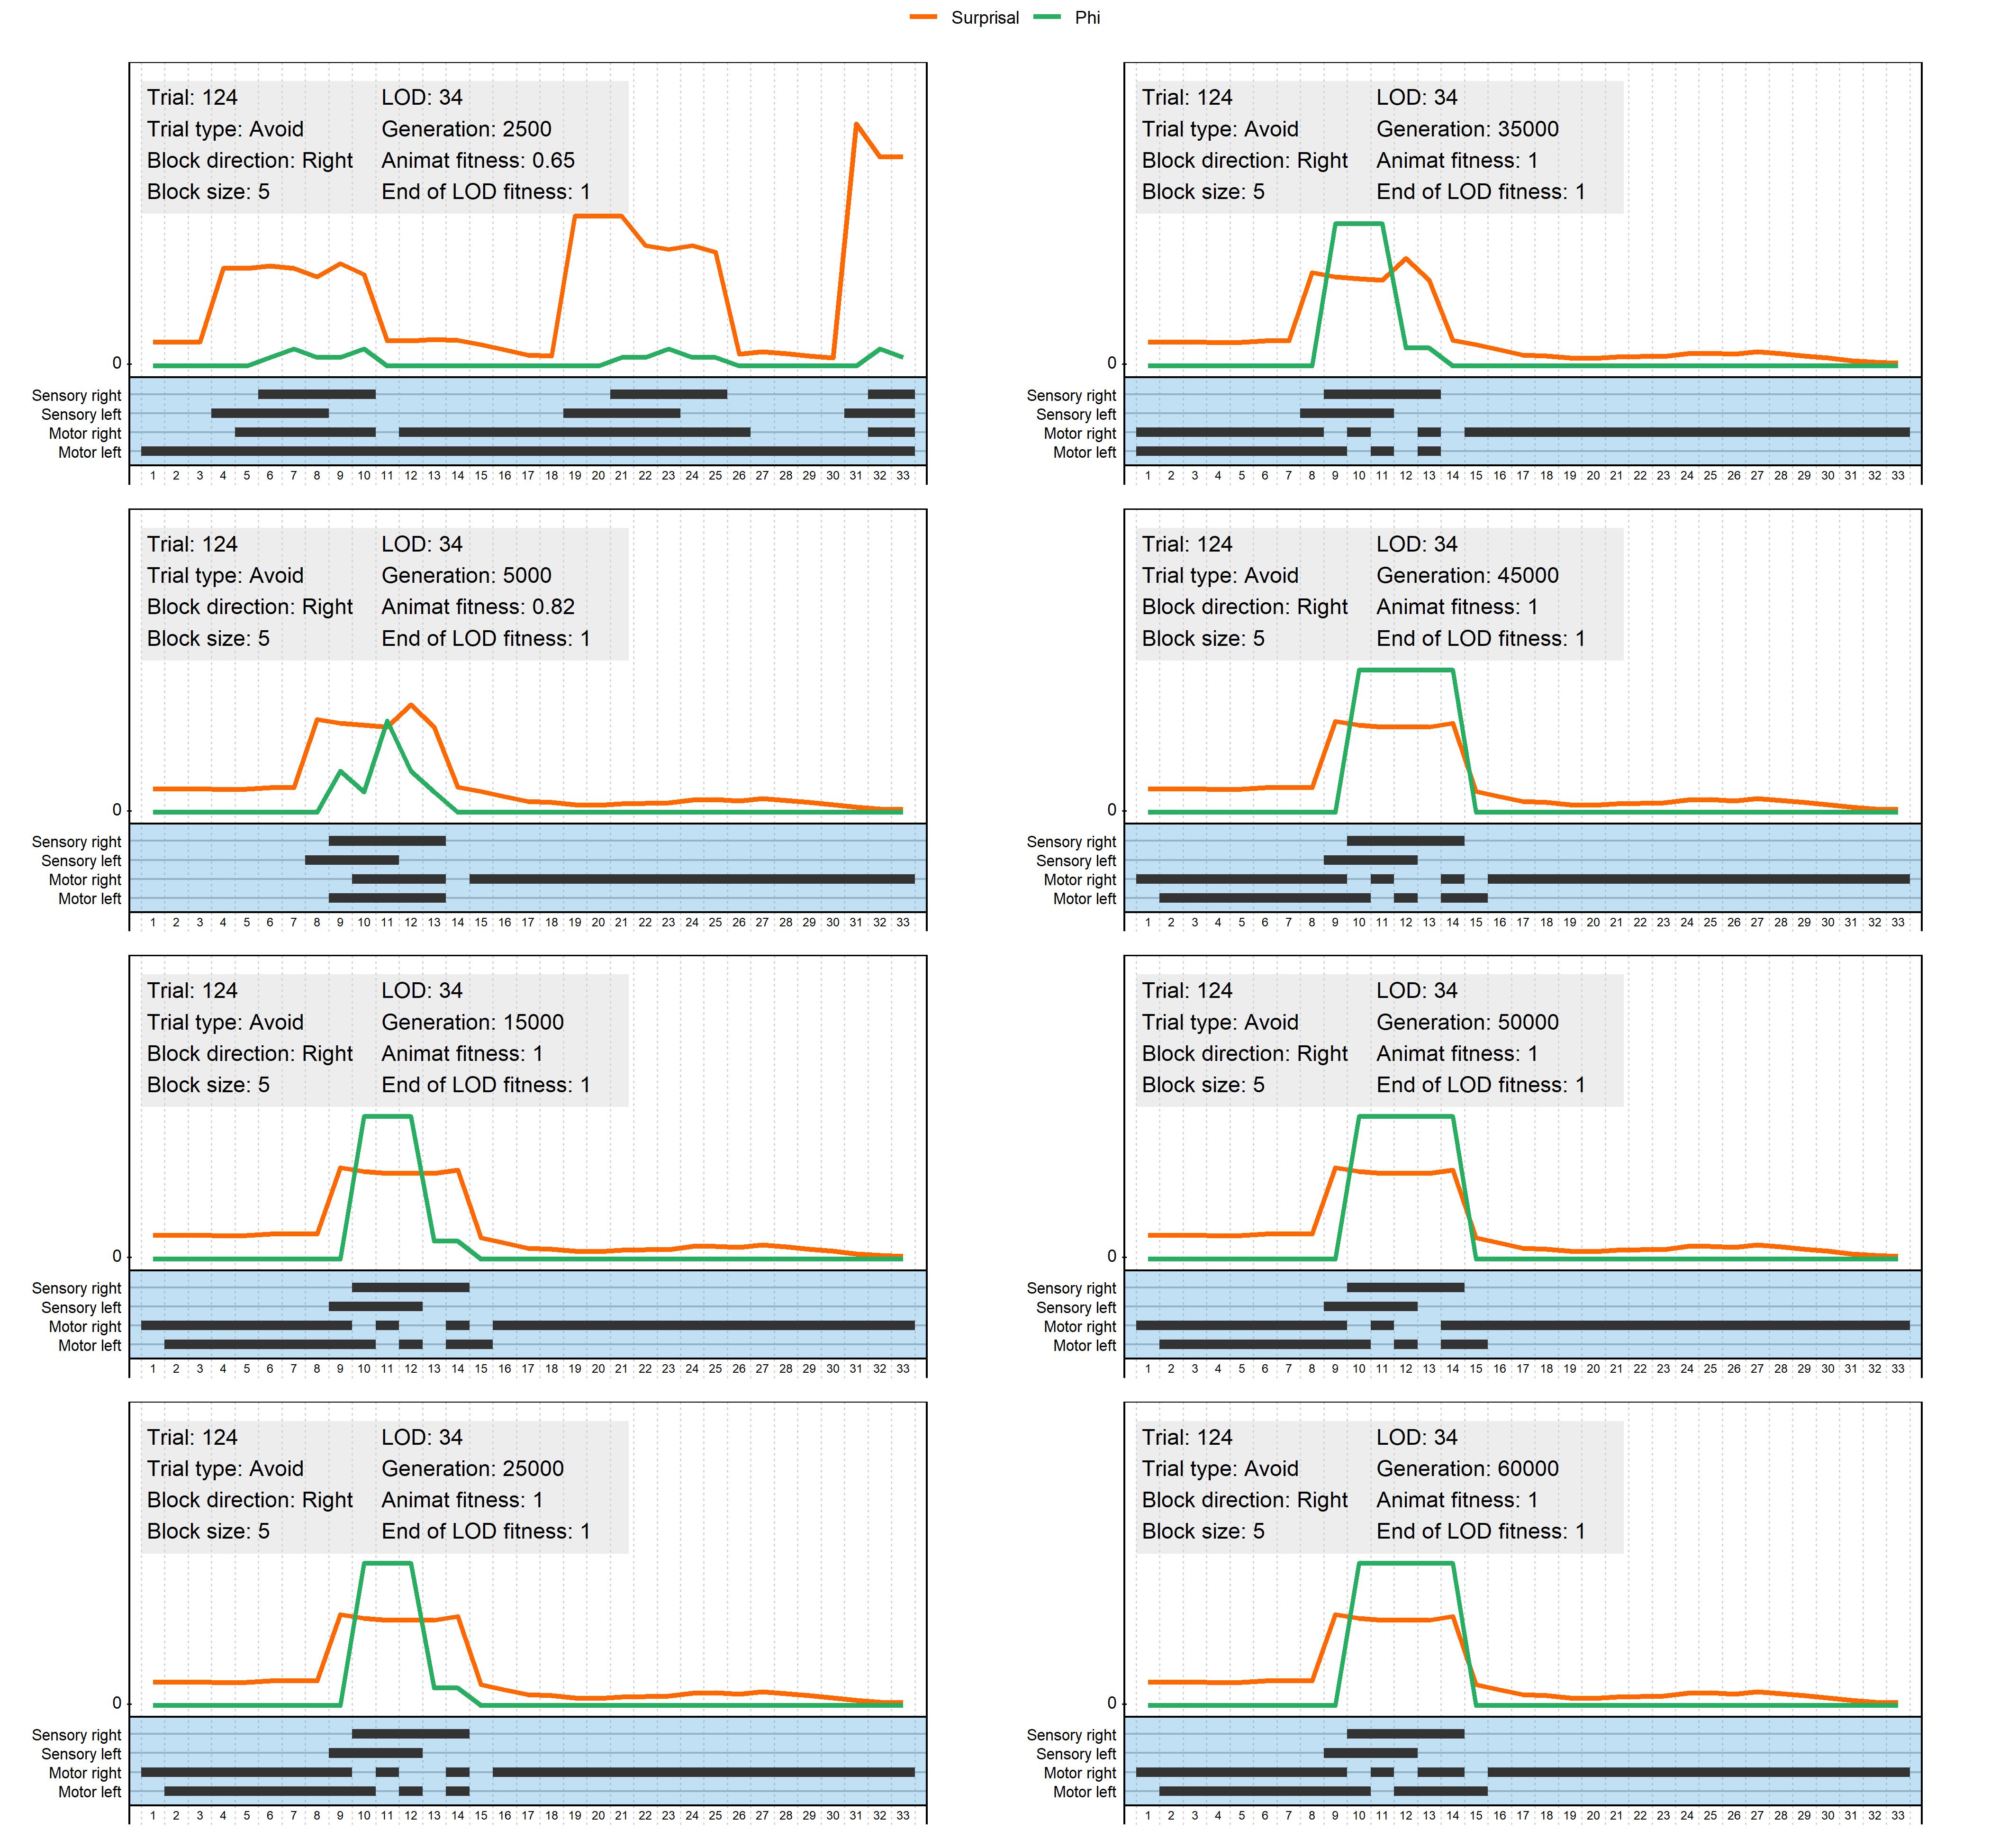 Surprisal Phi
Trial: 124 LOD: 34
Trial type: Avoid Generation: 2500
Block direction: Right Animat fitness: 0.65
Block size: 5 End of LOD fitness: 1
0
Sensory right
Sensory left
Motor right
Motor left
1 2 3 4 5 6 7 8 9 10 11 12 13 14 15 16 17 18 19 20 21 22 23 24 25 26 27 28 29 30 31 32 33
Trial: 124 LOD: 34
Trial type: Avoid Generation: 35000
Block direction: Right Animat fitness: 1
Block size: 5 End of LOD fitness: 1
0
Sensory right
Sensory left
Motor right
Motor left
1 2 3 4 5 6 7 8 9 10 11 12 13 14 15 16 17 18 19 20 21 22 23 24 25 26 27 28 29 30 31 32 33
Trial: 124 LOD: 34
Trial type: Avoid Generation: 5000
Block direction: Right Animat fitness: 0.82
Block size: 5 End of LOD fitness: 1
0
Sensory right
Sensory left
Motor right
Motor left
1 2 3 4 5 6 7 8 9 10 11 12 13 14 15 16 17 18 19 20 21 22 23 24 25 26 27 28 29 30 31 32 33
Trial: 124 LOD: 34
Trial type: Avoid Generation: 45000
Block direction: Right Animat fitness: 1
Block size: 5 End of LOD fitness: 1
0
Sensory right
Sensory left
Motor right
Motor left
1 2 3 4 5 6 7 8 9 10 11 12 13 14 15 16 17 18 19 20 21 22 23 24 25 26 27 28 29 30 31 32 33
Trial: 124 LOD: 34
Trial type: Avoid Generation: 15000
Block direction: Right Animat fitness: 1
Block size: 5 End of LOD fitness: 1
0
Sensory right
Sensory left
Motor right
Motor left
1 2 3 4 5 6 7 8 9 10 11 12 13 14 15 16 17 18 19 20 21 22 23 24 25 26 27 28 29 30 31 32 33
Trial: 124 LOD: 34
Trial type: Avoid Generation: 50000
Block direction: Right Animat fitness: 1
Block size: 5 End of LOD fitness: 1
0
Sensory right
Sensory left
Motor right
Motor left
1 2 3 4 5 6 7 8 9 10 11 12 13 14 15 16 17 18 19 20 21 22 23 24 25 26 27 28 29 30 31 32 33
Trial: 124 LOD: 34
Trial type: Avoid Generation: 25000
Block direction: Right Animat fitness: 1
Block size: 5 End of LOD fitness: 1
0
Sensory right
Sensory left
Motor right
Motor left
1 2 3 4 5 6 7 8 9 10 11 12 13 14 15 16 17 18 19 20 21 22 23 24 25 26 27 28 29 30 31 32 33
Trial: 124 LOD: 34
Trial type: Avoid Generation: 60000
Block direction: Right Animat fitness: 1
Block size: 5 End of LOD fitness: 1
0
Sensory right
Sensory left
Motor right
Motor left
1 2 3 4 5 6 7 8 9 10 11 12 13 14 15 16 17 18 19 20 21 22 23 24 25 26 27 28 29 30 31 32 33